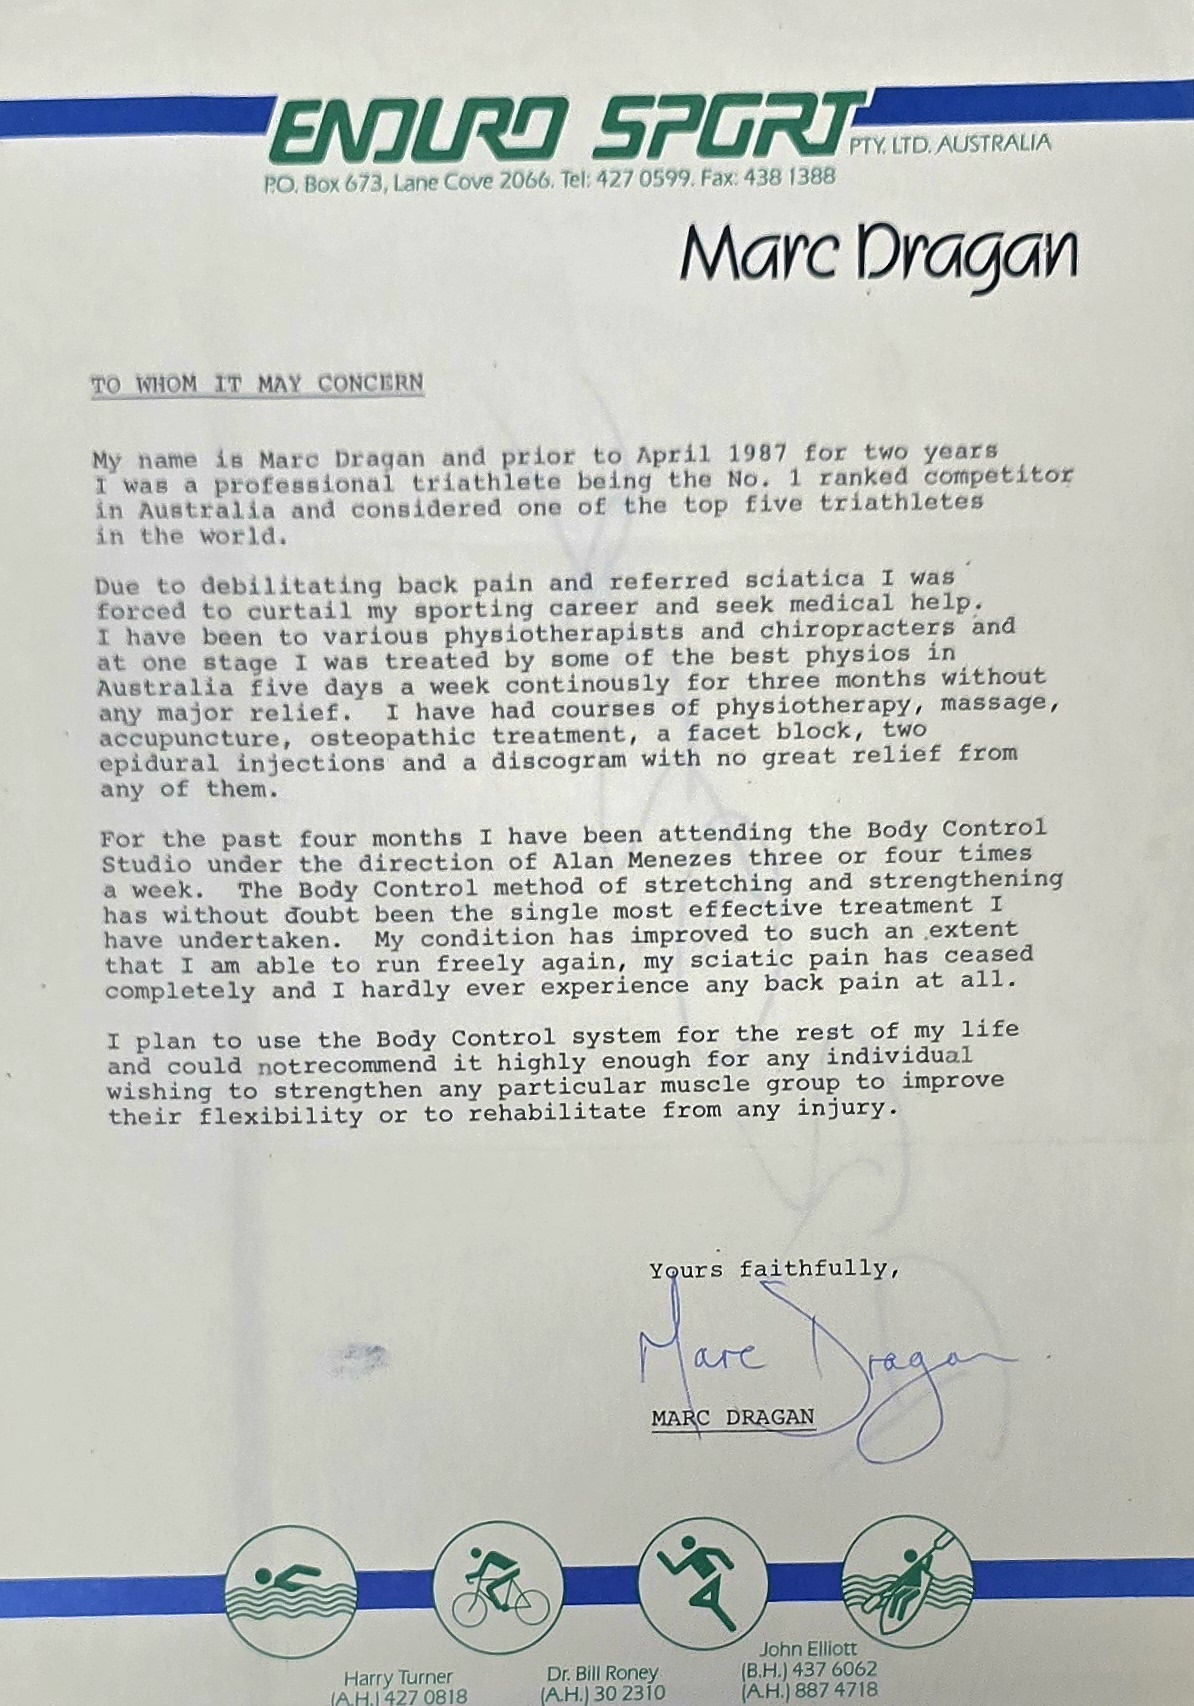 ENDURO SPORT
PTY. LTD. AUSTRALIA
P.O. Box 673, Lane Cove 2066. Tel: 427 0599. Fax: 438 1388
Marc Dragan
TO WHOM IT MAY CONCERN
My name is Marc Dragan and prior to April 1987 for two years
I was a professional triathlete being the No. 1 ranked competitor
in Australia and considered one of the top five triathletes
in the world.
Due to debilitating back pain and referred sciatica I was
forced to curtail my sporting career and seek medical help.
I have been to various physiotherapists and chiropracters and
at one stage I was treated by some of the best physios in
Australia five days a week continously for three months without
any major relief.  I have had courses of physiotherapy, massage,
accupuncture, osteopathic treatment, a facet block, two
epidural injections and a discogram with no great relief from
any of them.
For the past four months I have been attending the Body Control
Studio under the direction of Alan Menezes three or four times
a week.  The Body Control method of stretching and strengthening
has without doubt been the single most effective treatment I
have undertaken.  My condition has improved to such an extent
that I am able to run freely again, my sciatic pain has ceased
completely and I hardly ever experience any back pain at all.
I plan to use the Body Control system for the rest of my life
and could notrecommend it highly enough for any individual
wishing to strengthen any particular muscle group to improve
their flexibility or to rehabilitate from any injury.
Yours faithfully,
Marc Dragan
MARC DRAGAN
Harry Turner
(A.H.) 427 0818
Dr. Bill Roney
(A.H.) 30 2310
John Elliott
(B.H.) 437 6062
(A.H.) 887 4718